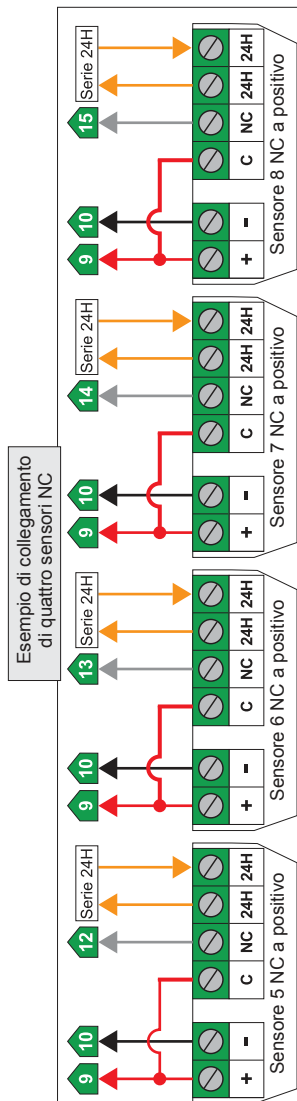 Esempio di collegamento
di quattro sensori NC
9
10
12
Serie 24H
+
-
C
NC
24H
24H
Sensore 5 NC a positivo
9
10
13
Serie 24H
+
-
C
NC
24H
24H
Sensore 6 NC a positivo
9
10
14
Serie 24H
+
-
C
NC
24H
24H
Sensore 7 NC a positivo
9
10
15
Serie 24H
+
-
C
NC
24H
24H
Sensore 8 NC a positivo